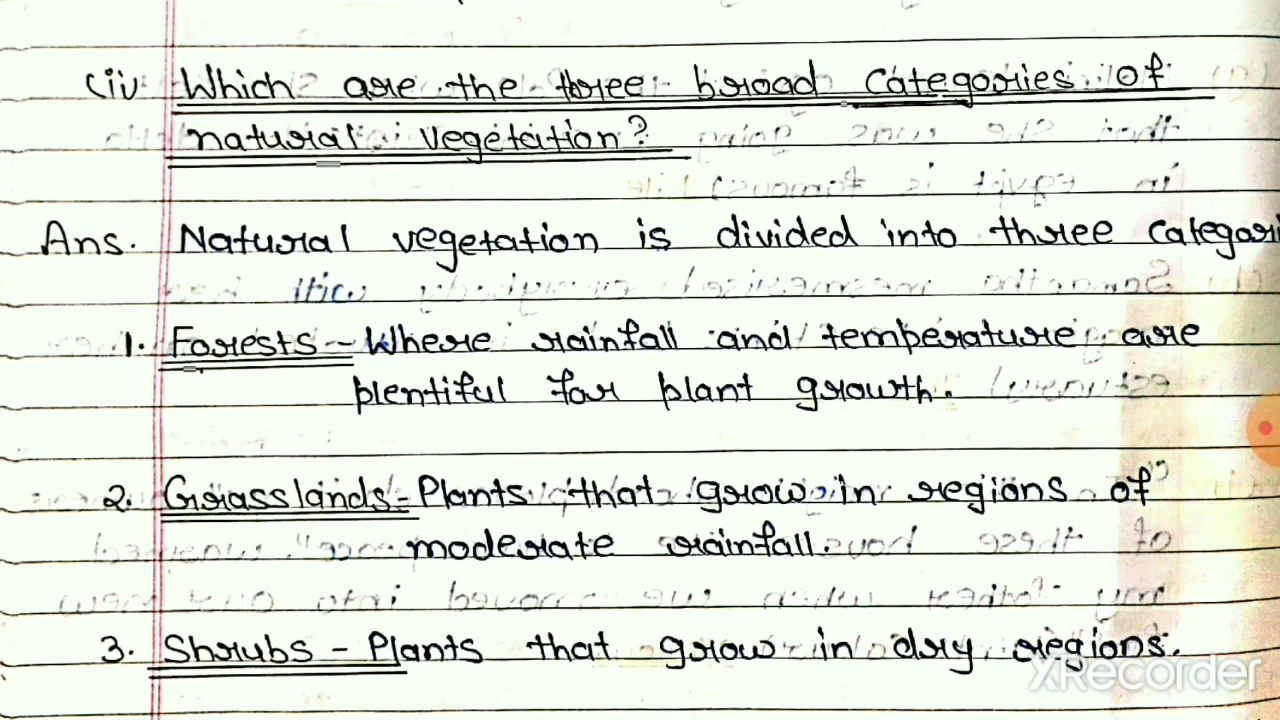 (iv Which are the three broad categories of
natural vegetation?
Ans. Natural vegetation is divided into three categori
1. Forests - Where rainfall and temperature are
plentiful for plant growth.
2. Grasslands - Plants that grow in regions of
moderate rainfall.
3. Shrubs - Plants that grow in dry regions.
XRecorder